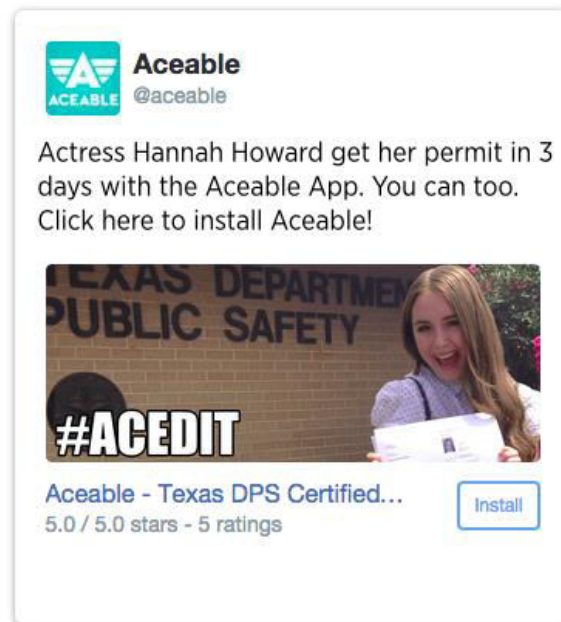 ACEABLE
Aceable
@aceable
Actress Hannah Howard get her permit in 3
days with the Aceable App. You can too.
Click here to install Aceable!
TEXAS DEPARTMEN
PUBLIC SAFETY
#ACEDIT
Aceable - Texas DPS Certified...
5.0 / 5.0 stars - 5 ratings
Install